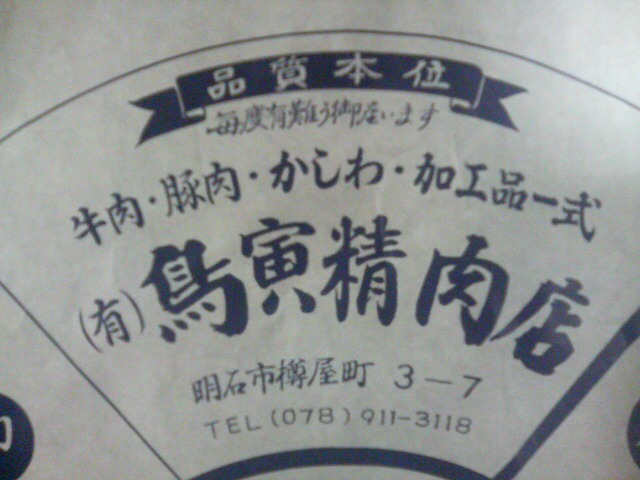 品質本位
毎度有難う御座います
牛肉・豚肉・かしわ・加工品一式
(有)鳥寅精肉店
明石市樽屋町 3-7
TEL(078)911-3118